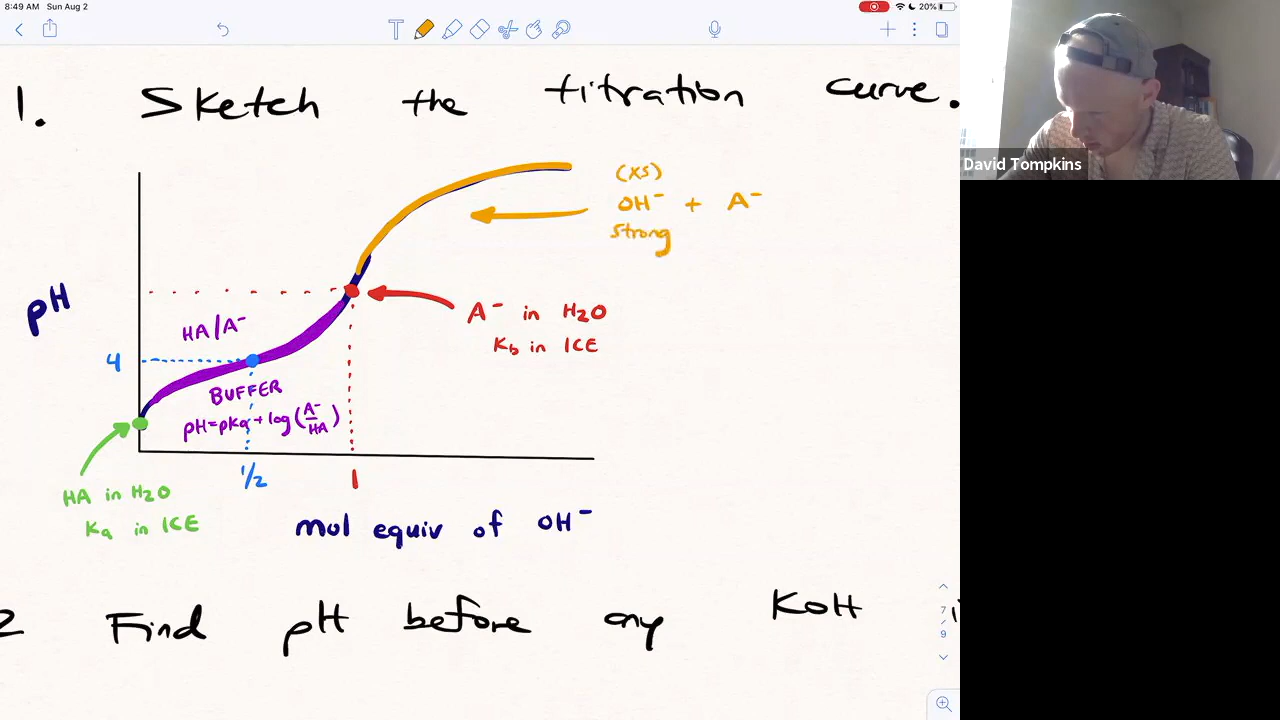 8:49 AM Sun Aug 2
20%
David Tompkins
1. Sketch the titration curve.
(xs)
OH⁻ + A⁻
strong
pH
HA/A⁻
A⁻ in H₂O
K_b in ICE
4
BUFFER
pH=pKa+log(A⁻/HA)
1/2
1
HA in H₂O
Ka in ICE
mol equiv of OH⁻
2 Find pH before any KOH
7/9